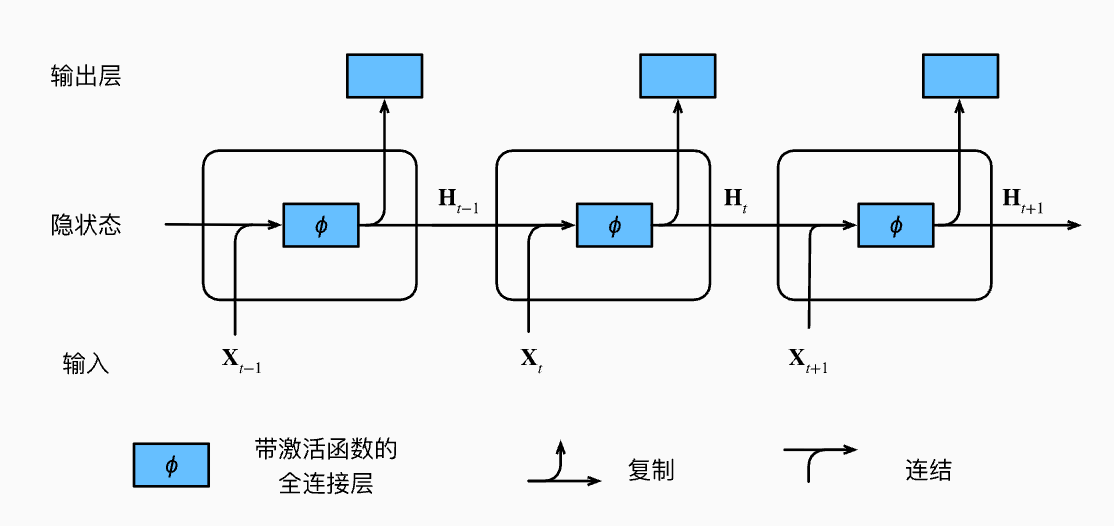 输出层
隐状态
ϕ
H_{t−1}
ϕ
H_t
ϕ
H_{t+1}
输入
X_{t−1}
X_t
X_{t+1}
ϕ
带激活函数的
全连接层
复制
连结